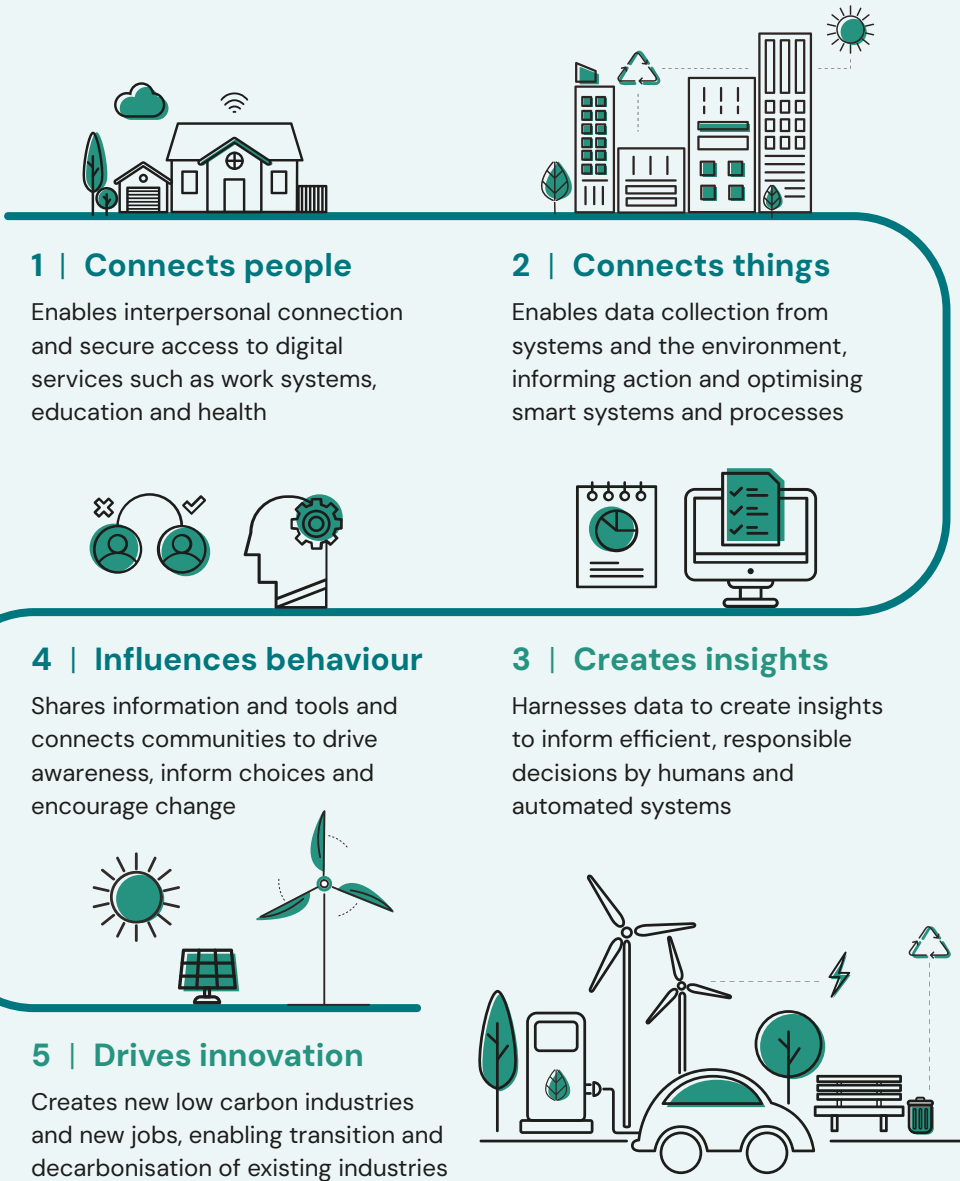 1 | Connects people
Enables interpersonal connection
and secure access to digital
services such as work systems,
education and health
2 | Connects things
Enables data collection from
systems and the environment,
informing action and optimising
smart systems and processes
3 | Creates insights
Harnesses data to create insights
to inform efficient, responsible
decisions by humans and
automated systems
4 | Influences behaviour
Shares information and tools and
connects communities to drive
awareness, inform choices and
encourage change
5 | Drives innovation
Creates new low carbon industries
and new jobs, enabling transition and
decarbonisation of existing industries